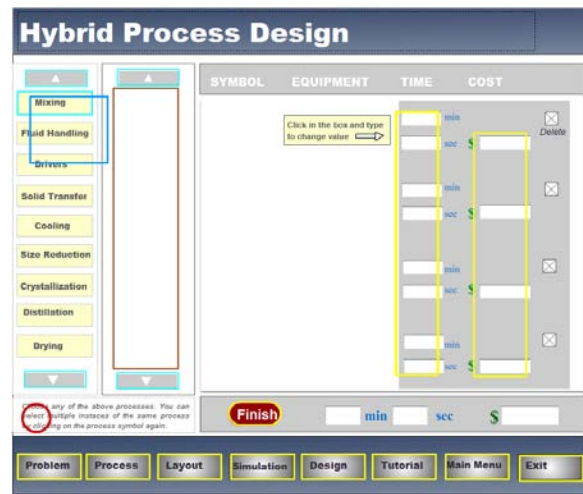 Hybrid Process Design
SYMBOL EQUIPMENT TIME COST
Mixing
Fluid Handling
Drivers
Solid Transfer
Cooling
Size Reduction
Crystallization
Distillation
Drying
Click in the box and type
to change value
min
sec $
Delete
min
sec $
min
sec $
min
sec $
any of the above processes. You can
select multiple instaces of the same process
by clicking on the process symbol again.
Finish min sec $
Problem Process Layout Simulation Design Tutorial Main Menu Exit